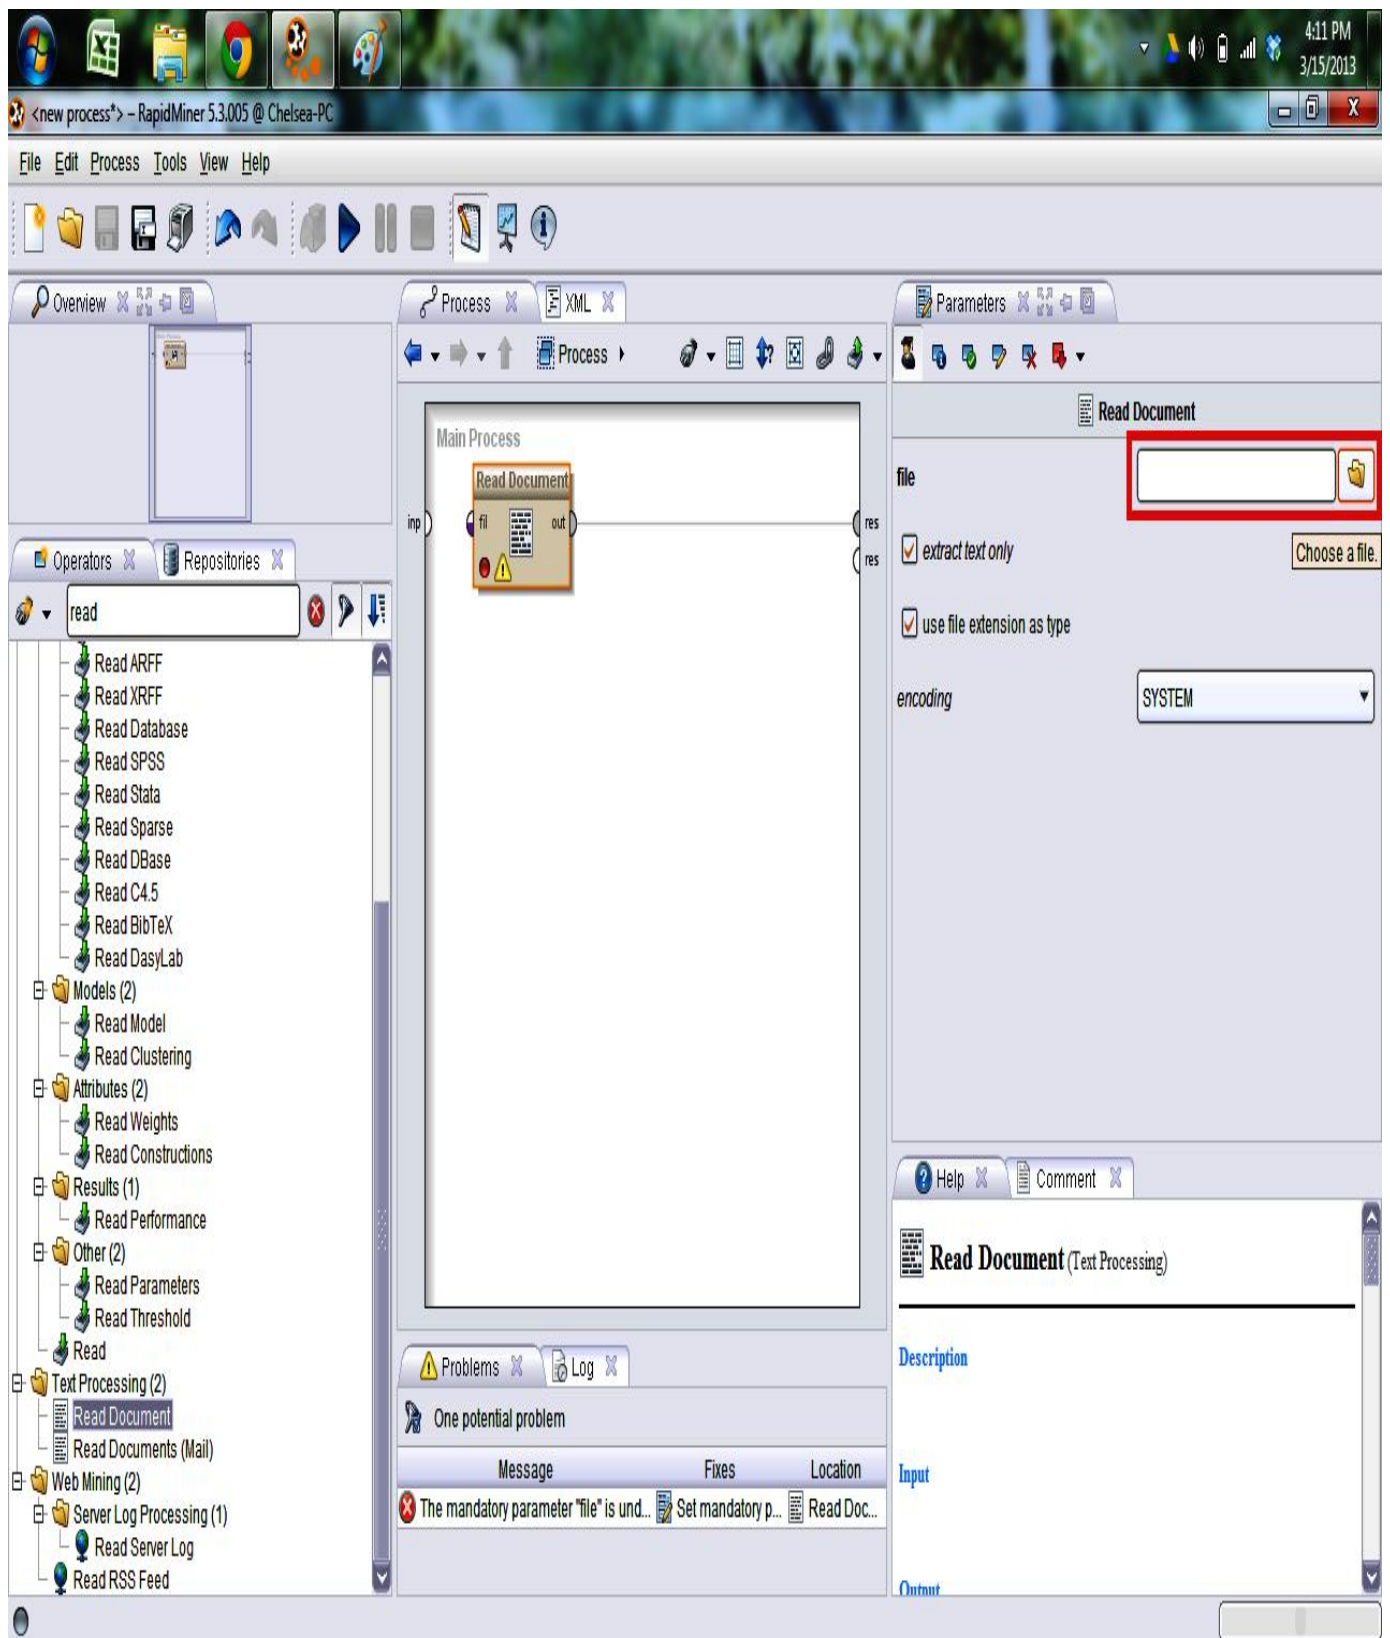 4:11 PM
3/15/2013
<new process*> – RapidMiner 5.3.005 @ Chelsea-PC
File Edit Process Tools View Help
Overview
Process XML
Parameters
Process
Read Document
Main Process
Read Document
inp fil out res
res
file
extract text only
Choose a file.
use file extension as type
encoding SYSTEM
Operators Repositories
read
Read ARFF
Read XRFF
Read Database
Read SPSS
Read Stata
Read Sparse
Read DBase
Read C4.5
Read BibTeX
Read DasyLab
Models (2)
Read Model
Read Clustering
Attributes (2)
Read Weights
Read Constructions
Results (1)
Read Performance
Other (2)
Read Parameters
Read Threshold
Read
Text Processing (2)
Read Document
Read Documents (Mail)
Web Mining (2)
Server Log Processing (1)
Read Server Log
Read RSS Feed
Problems Log
One potential problem
Message Fixes Location
The mandatory parameter "file" is und... Set mandatory p... Read Doc...
Help Comment
Read Document (Text Processing)
Description
Input
Output